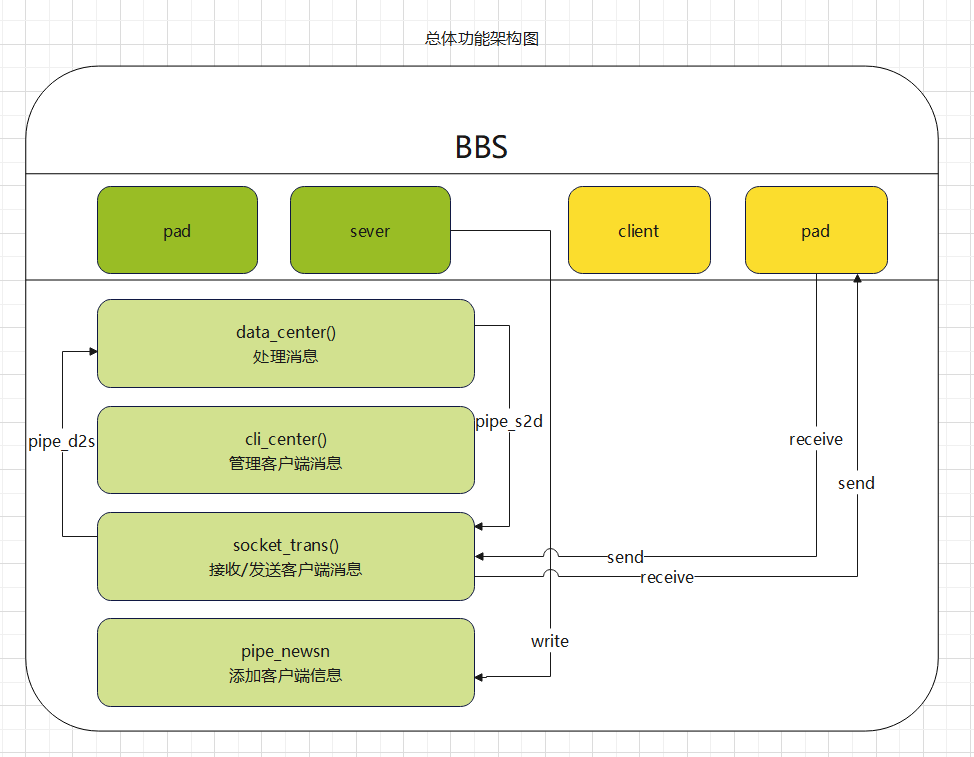 总体功能架构图
BBS
pad
sever
client
pad
data_center()
处理消息
pipe_s2d
cli_center()
管理客户端消息
pipe_d2s
receive
send
socket_trans()
接收/发送客户端消息
send
receive
pipe_newsn
添加客户端信息
write